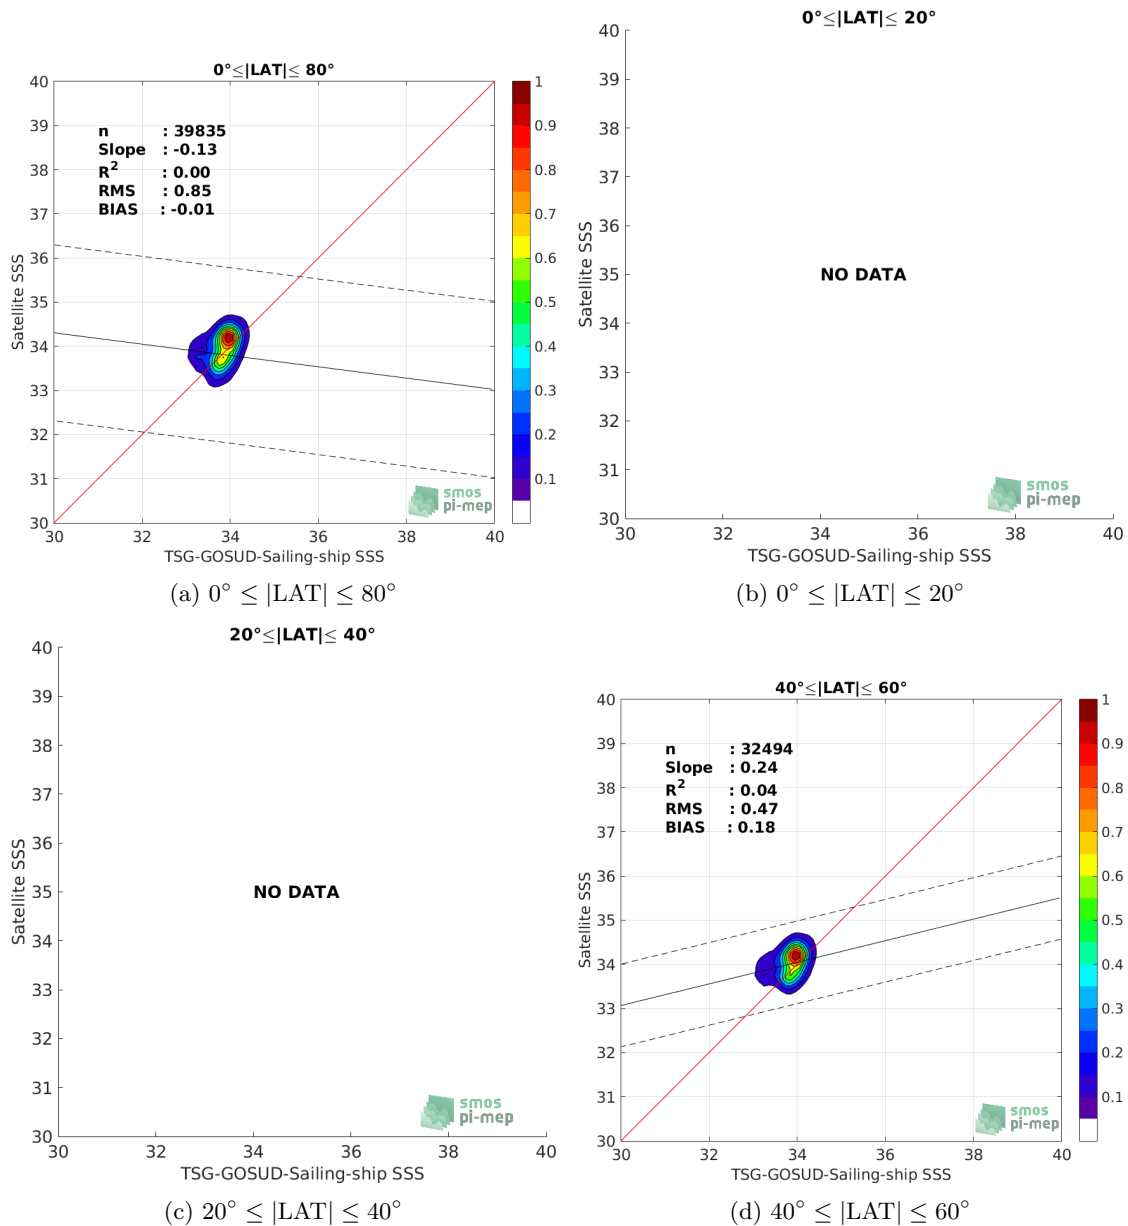 0°≤|LAT|≤ 80°
40
39
38
37
36
35
34
33
32
31
30
Satellite SSS
n : 39835
Slope : -0.13
R2 : 0.00
RMS : 0.85
BIAS : -0.01
smos
pi-mep
30 32 34 36 38 40
TSG-GOSUD-Sailing-ship SSS
1
0.9
0.8
0.7
0.6
0.5
0.4
0.3
0.2
0.1
(a) 0° ≤ |LAT| ≤ 80°
0°≤|LAT|≤ 20°
40
39
38
37
36
35
34
33
32
31
30
Satellite SSS
NO DATA
smos
pi-mep
30 32 34 36 38 40
TSG-GOSUD-Sailing-ship SSS
(b) 0° ≤ |LAT| ≤ 20°
20°≤|LAT|≤ 40°
40
39
38
37
36
35
34
33
32
31
30
Satellite SSS
NO DATA
smos
pi-mep
30 32 34 36 38 40
TSG-GOSUD-Sailing-ship SSS
(c) 20° ≤ |LAT| ≤ 40°
40°≤|LAT|≤ 60°
40
39
38
37
36
35
34
33
32
31
30
Satellite SSS
n : 32494
Slope : 0.24
R2 : 0.04
RMS : 0.47
BIAS : 0.18
smos
pi-mep
30 32 34 36 38 40
TSG-GOSUD-Sailing-ship SSS
1
0.9
0.8
0.7
0.6
0.5
0.4
0.3
0.2
0.1
(d) 40° ≤ |LAT| ≤ 60°